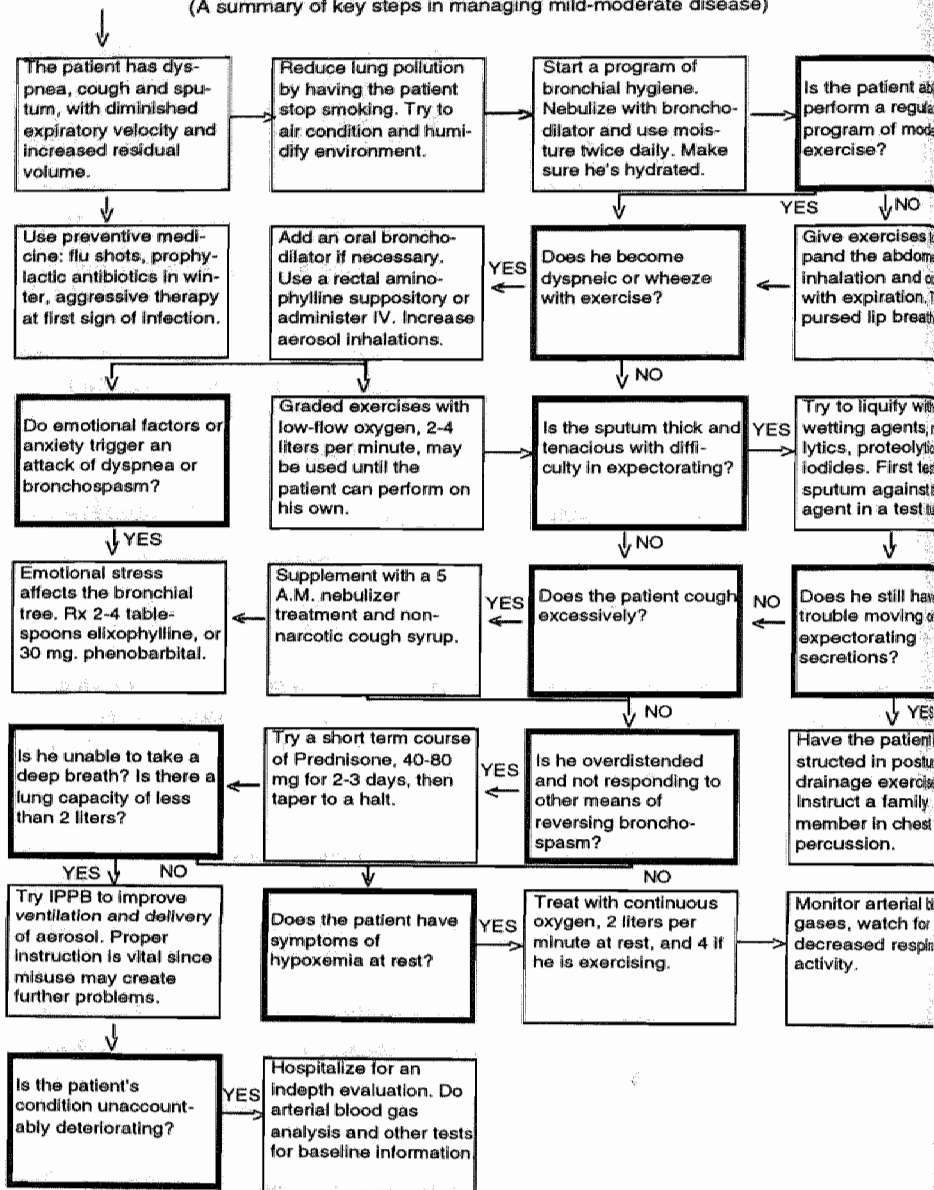 (A summary of key steps in managing mild-moderate disease)
The patient has dys-
pnea, cough and spu-
tum, with diminished
expiratory velocity and
increased residual
volume.
Reduce lung pollution
by having the patient
stop smoking. Try to
air condition and humi-
dify environment.
Start a program of
bronchial hygiene.
Nebulize with broncho-
dilator and use mois-
ture twice daily. Make
sure he's hydrated.
Is the patient ab
perform a regula
program of mod
exercise?
YES
NO
Use preventive medi-
cine: flu shots, prophy-
lactic antibiotics in win-
ter, aggressive therapy
at first sign of infection.
Add an oral broncho-
dilator if necessary.
Use a rectal amino-
phylline suppository or
administer IV. Increase
aerosol inhalations.
YES
Does he become
dyspneic or wheeze
with exercise?
Give exercises
pand the abdom
inhalation and
with expiration.
pursed lip breath
NO
Do emotional factors or
anxiety trigger an
attack of dyspnea or
bronchospasm?
Graded exercises with
low-flow oxygen, 2-4
liters per minute, may
be used until the
patient can perform on
his own.
Is the sputum thick and
tenacious with diffi-
culty in expectorating?
YES
Try to liquify with
wetting agents,
lytics, proteolytic
iodides. First tes
sputum against
agent in a test tu
YES
NO
Emotional stress
affects the bronchial
tree. Rx 2-4 table-
spoons elixophylline, or
30 mg. phenobarbital.
Supplement with a 5
A.M. nebulizer
treatment and non-
narcotic cough syrup.
YES
Does the patient cough
excessively?
NO
Does he still hav
trouble moving o
expectorating
secretions?
NO
YES
Is he unable to take a
deep breath? Is there a
lung capacity of less
than 2 liters?
Try a short term course
of Prednisone, 40-80
mg for 2-3 days, then
taper to a halt.
YES
Is he overdistended
and not responding to
other means of
reversing broncho-
spasm?
Have the patient
structed in postu
drainage exercise
Instruct a family
member in chest
percussion.
YES
NO
NO
Try IPPB to improve
ventilation and delivery
of aerosol. Proper
instruction is vital since
misuse may create
further problems.
Does the patient have
symptoms of
hypoxemia at rest?
YES
Treat with continuous
oxygen, 2 liters per
minute at rest, and 4 if
he is exercising.
Monitor arterial bl
gases, watch for
decreased respir
activity.
Is the patient's
condition unaccount-
ably deteriorating?
YES
Hospitalize for an
indepth evaluation. Do
arterial blood gas
analysis and other tests
for baseline information